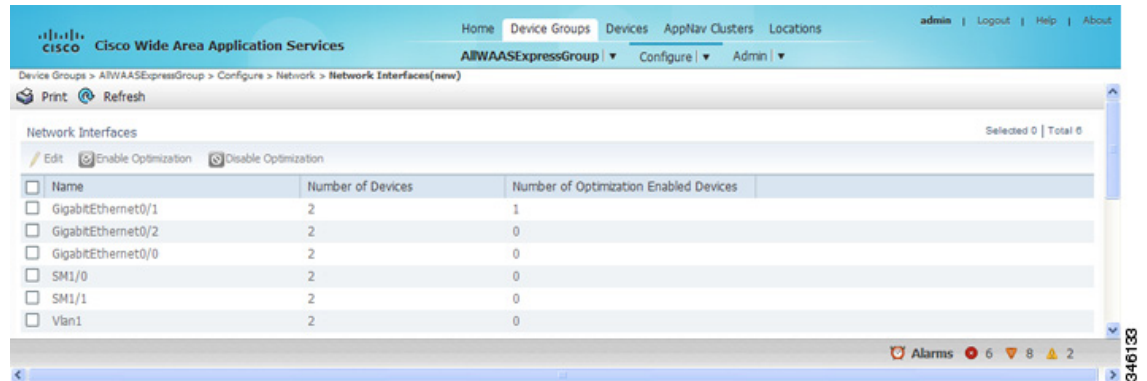 Home Device Groups Devices AppNav Clusters Locations
admin | Logout | Help | About
CISCO Cisco Wide Area Application Services
AllWAASExpressGroup | ▼ Configure | ▼ Admin | ▼
Device Groups > AllWAASExpressGroup > Configure > Network > Network Interfaces(new)
Print Refresh
Network Interfaces
Selected 0 | Total 6
Edit Enable Optimization Disable Optimization
Name Number of Devices Number of Optimization Enabled Devices
GigabitEthernet0/1 2 1
GigabitEthernet0/2 2 0
GigabitEthernet0/0 2 0
SM1/0 2 0
SM1/1 2 0
Vlan1 2 0
Alarms 6 8 2
346133